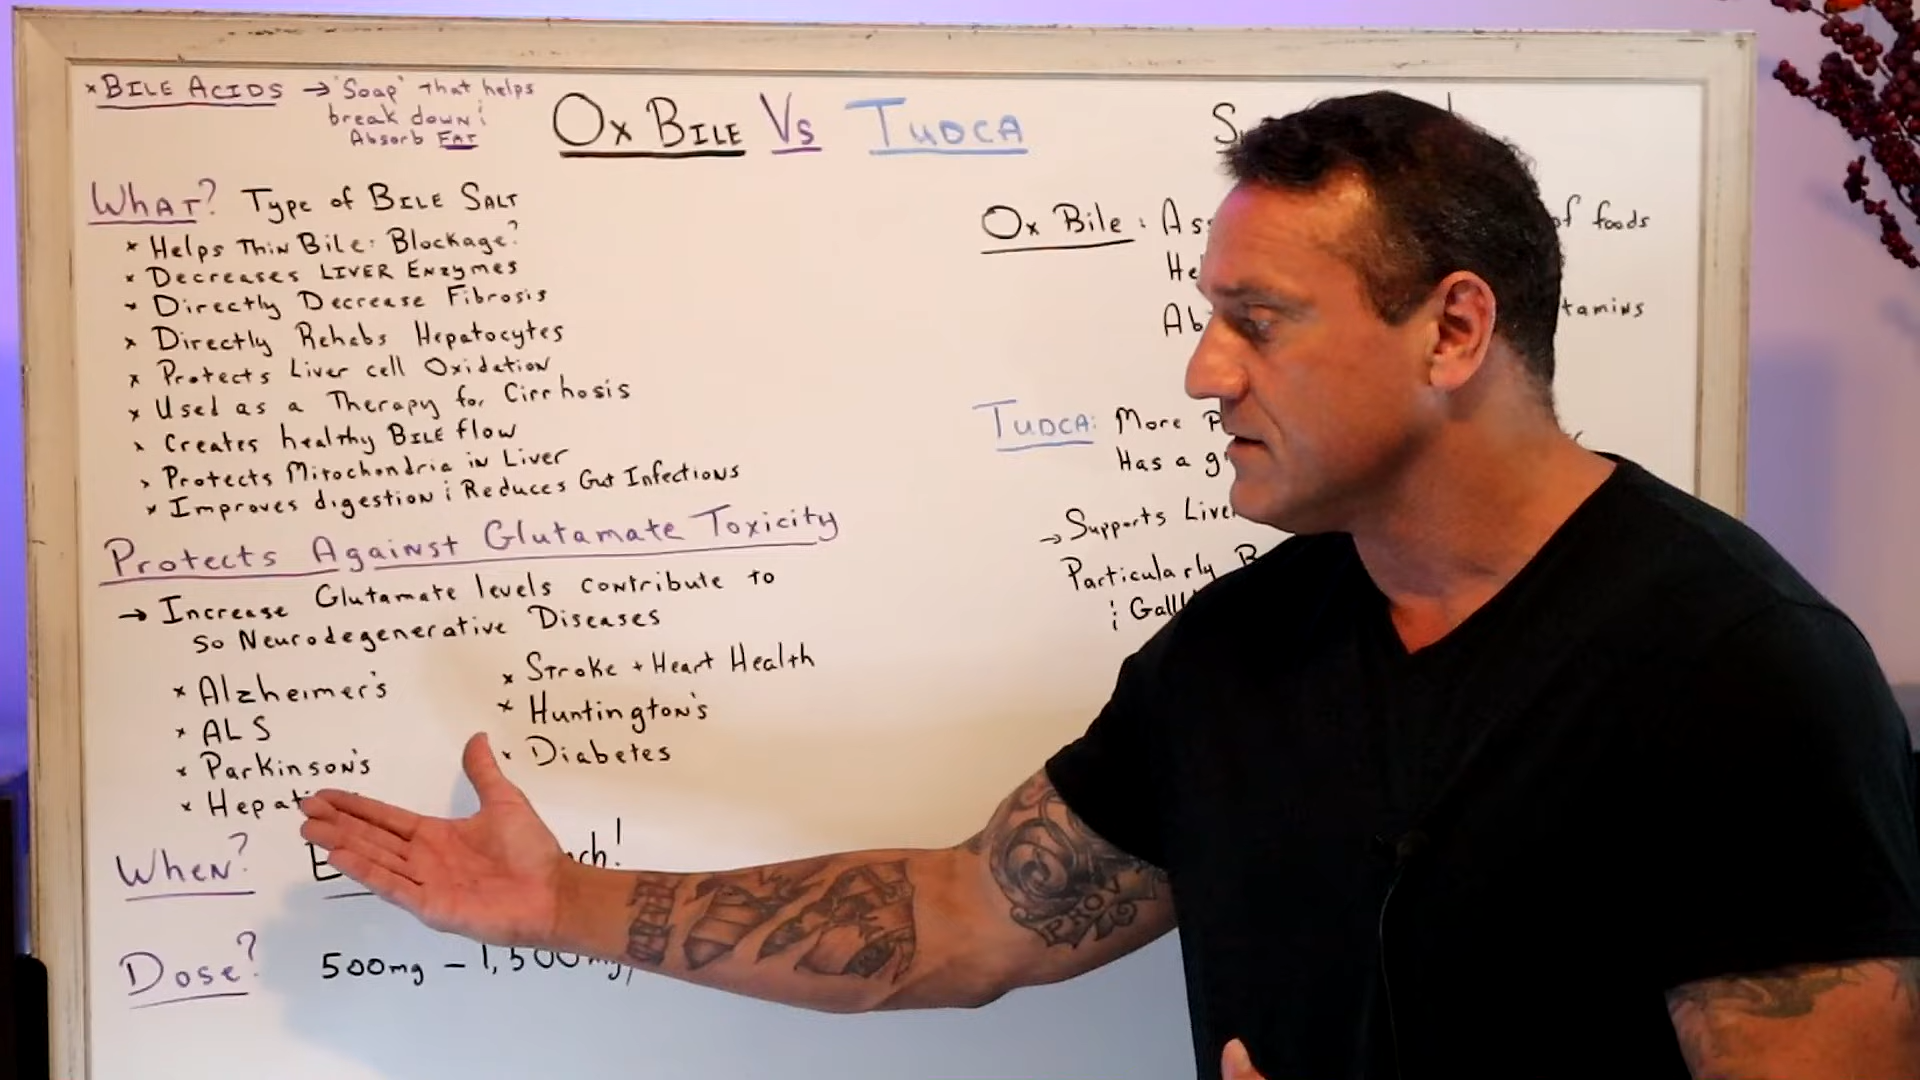 * BILE ACIDS → 'Soap' That helps
break down &
Absorb FAT
OX BILE VS TUDCA
WHAT? Type of BILE SALT
* Helps Thin Bile: Blockage?
* Decreases LIVER Enzymes
* Directly Decrease Fibrosis
* Directly Rehabs Hepatocytes
* Protects Liver cell Oxidation
* Used as a Therapy for Cirrhosis
* Creates healthy BILE flow
* Protects Mitochondria in Liver
* Improves digestion & Reduces Gut Infections
Protects Against Glutamate Toxicity
→ Increase Glutamate levels contribute to
so Neurodegenerative Diseases
* Alzheimer's
* ALS
* Parkinson's
* Stroke + Heart Health
* Huntington's
* Diabetes
When?
Dose? 500mg - 1,500mg/
Ox Bile: of foods
TUDCA: More
Has a
→ Supports
Particularly
&
PROV